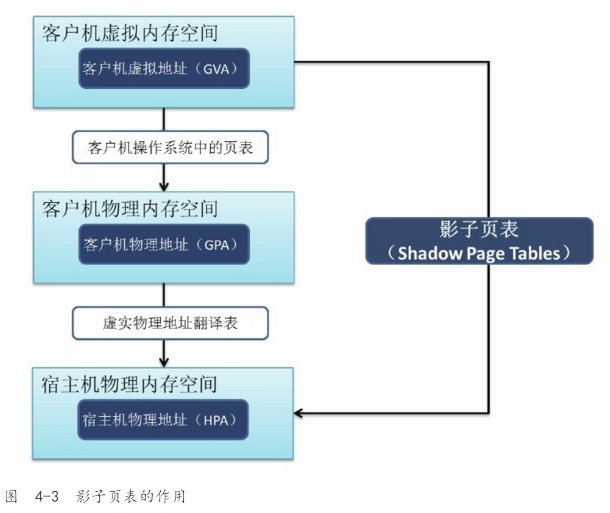 客户机虚拟内存空间
客户机虚拟地址（GVA）
客户机操作系统中的页表
客户机物理内存空间
客户机物理地址（GPA）
影子页表
（Shadow Page Tables）
虚实物理地址翻译表
宿主机物理内存空间
宿主机物理地址（HPA）
图 4-3 影子页表的作用